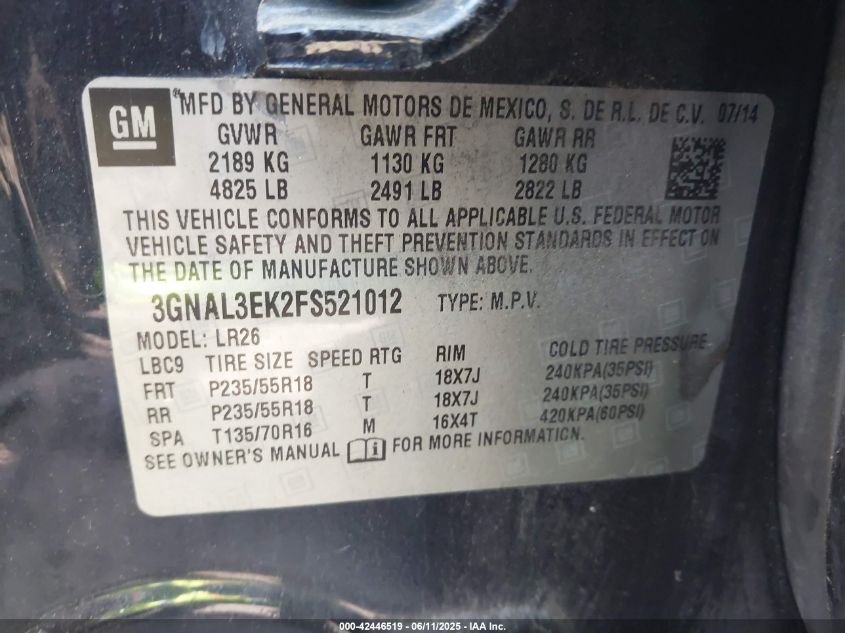 GM
®MFD BY GENERAL MOTORS DE MEXICO, S. DE R.L. DE C.V. 07/14
GVWR GAWR FRT GAWR RR
2189 KG 1130 KG 1280 KG
4825 LB 2491 LB 2822 LB
THIS VEHICLE CONFORMS TO ALL APPLICABLE U.S. FEDERAL MOTOR
VEHICLE SAFETY AND THEFT PREVENTION STANDARDS IN EFFECT ON
THE DATE OF MANUFACTURE SHOWN ABOVE.
3GNAL3EK2FS521012 TYPE: M.P.V.
MODEL: LR26
LBC9 TIRE SIZE SPEED RTG RIM COLD TIRE PRESSURE
FRT P235/55R18 T 18X7J 240KPA(35PSI)
RR P235/55R18 T 18X7J 240KPA(35PSI)
SPA T135/70R16 M 16X4T 420KPA(60PSI)
SEE OWNER'S MANUAL i FOR MORE INFORMATION.
000-42446519 - 06/11/2025 - IAA Inc.